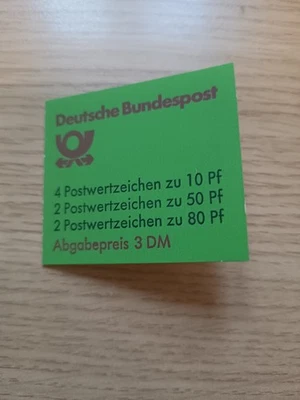 Deutsche Bundespost
4 Postwertzeichen zu 10 Pf
2 Postwertzeichen zu 50 Pf
2 Postwertzeichen zu 80 Pf
Abgabepreis 3 DM